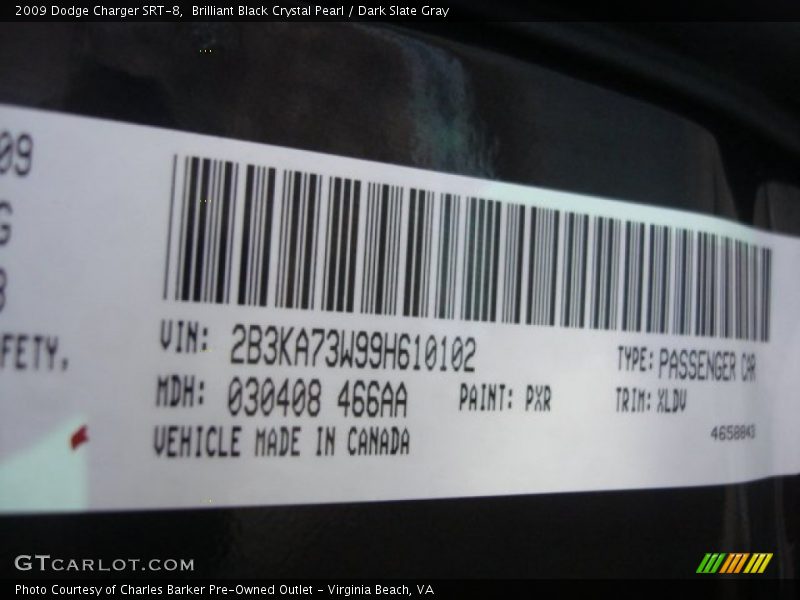 2009 Dodge Charger SRT-8, Brilliant Black Crystal Pearl / Dark Slate Gray
09
G
FETY.
VIN: 2B3KA73W99H610102 TYPE: PASSENGER CAR
MDH: 030408 466AA PAINT: PXR TRIM: XLDV
VEHICLE MADE IN CANADA 4658843
GTCARLOT.COM
Photo Courtesy of Charles Barker Pre-Owned Outlet - Virginia Beach, VA